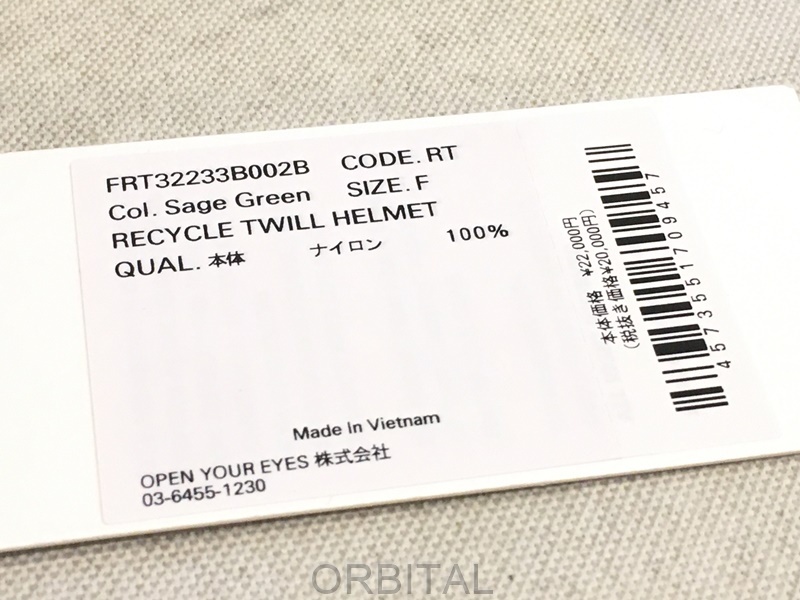 FRT32233B002B CODE. RT
Col. Sage Green SIZE. F
RECYCLE TWILL HELMET
QUAL. 本体 ナイロン 100%
Made In Vietnam
OPEN YOUR EYES 株式会社
03-6455-1230
本体価格 ¥22,000円
(税抜き価格¥20,000円)
4573551709457
ORBITAL